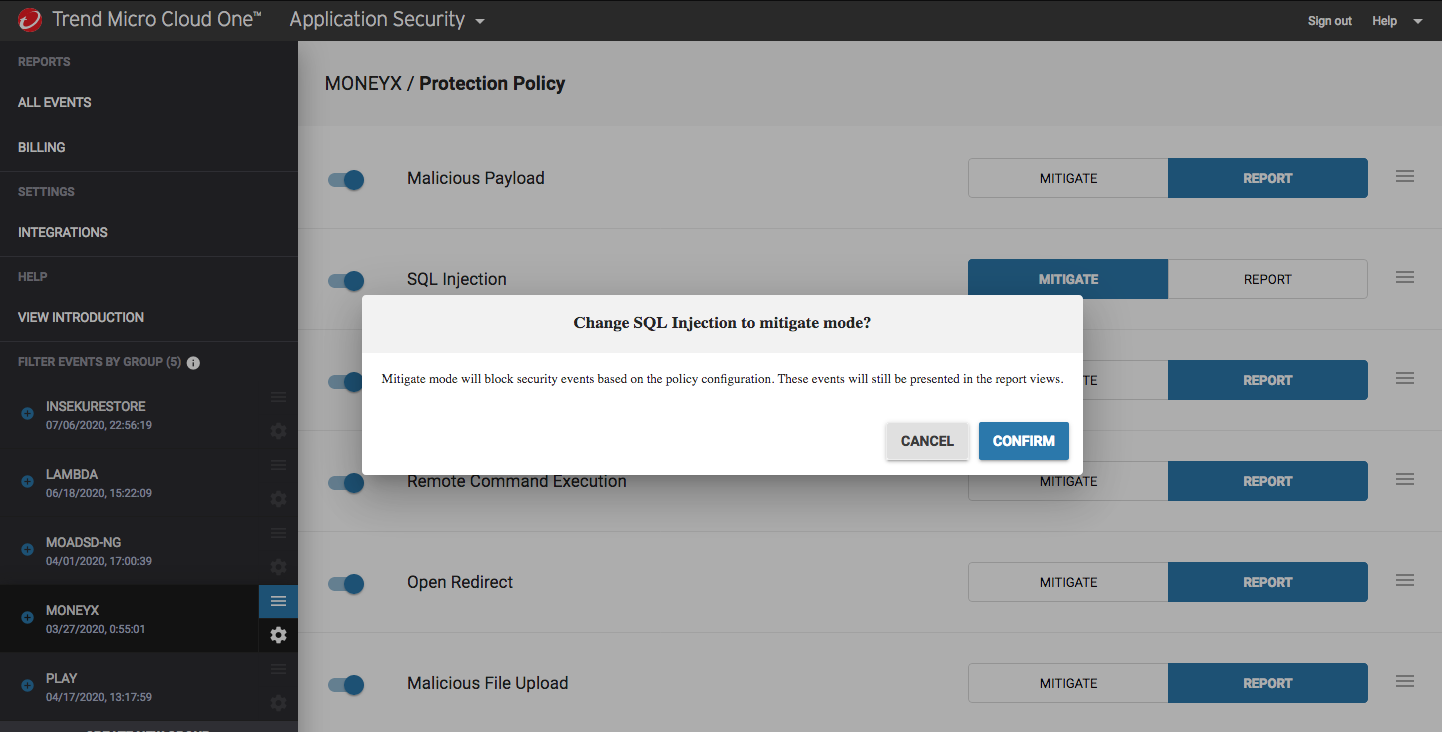 Trend Micro Cloud One™ Application Security
Sign out Help
REPORTS
ALL EVENTS
BILLING
SETTINGS
INTEGRATIONS
HELP
VIEW INTRODUCTION
FILTER EVENTS BY GROUP (5)
INSEKURESTORE
07/06/2020, 22:56:19
LAMBDA
06/18/2020, 15:22:09
MOADSD-NG
04/01/2020, 17:00:39
MONEYX
03/27/2020, 0:55:01
PLAY
04/17/2020, 13:17:59
MONEYX / Protection Policy
Malicious Payload MITIGATE REPORT
SQL Injection MITIGATE REPORT
Change SQL Injection to mitigate mode?
Mitigate mode will block security events based on the policy configuration. These events will still be presented in the report views.
CANCEL CONFIRM
REPORT
Remote Command Execution MITIGATE REPORT
Open Redirect MITIGATE REPORT
Malicious File Upload MITIGATE REPORT